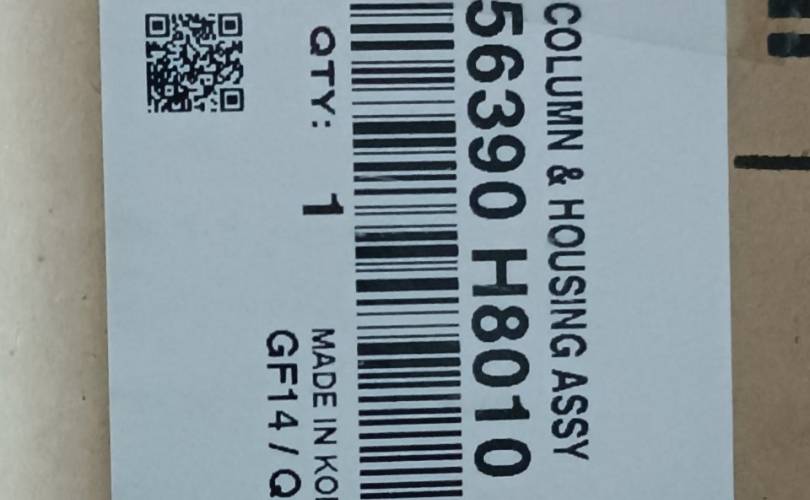 COLUMN & HOUSING ASSY
56390 H8010
QTY: 1
MADE IN KO
GF14 / Q